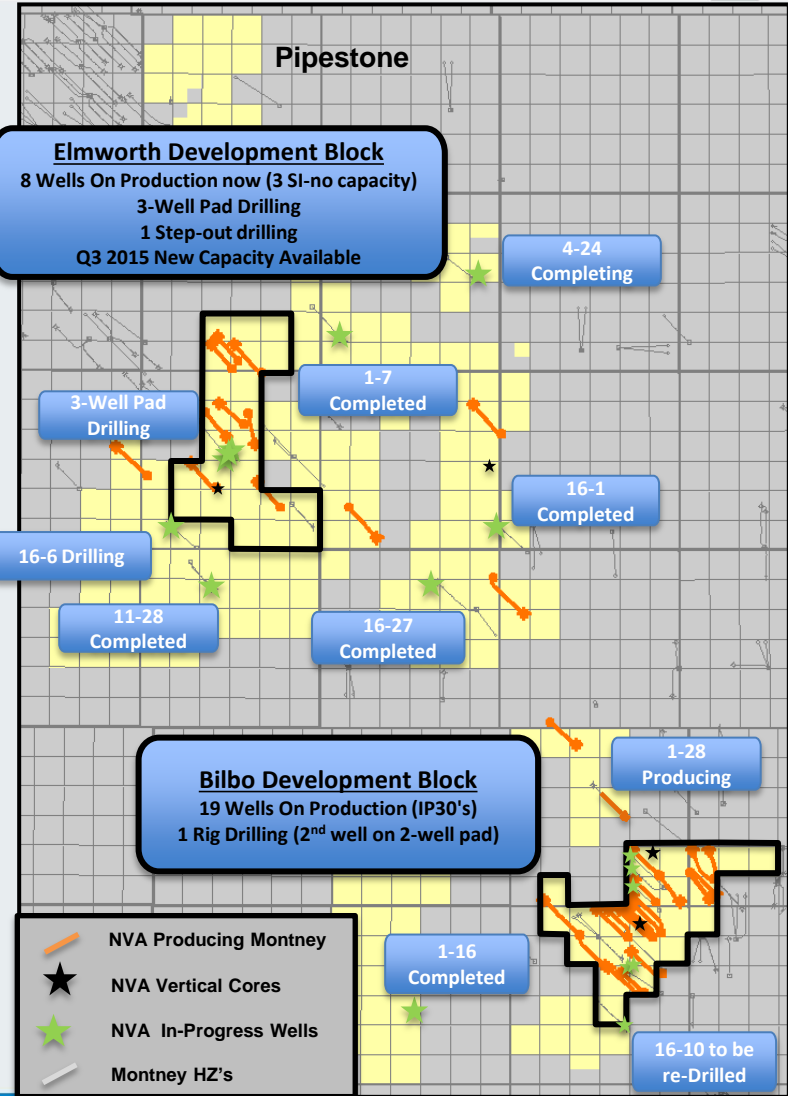 Pipestone
Elmworth Development Block
8 Wells On Production now (3 SI-no capacity)
3-Well Pad Drilling
1 Step-out drilling
Q3 2015 New Capacity Available
4-24
Completing
1-7
Completed
3-Well Pad
Drilling
16-1
Completed
16-6 Drilling
11-28
Completed
16-27
Completed
1-28
Producing
Bilbo Development Block
19 Wells On Production (IP30's)
1 Rig Drilling (2nd well on 2-well pad)
1-16
Completed
16-10 to be
re-Drilled
NVA Producing Montney
NVA Vertical Cores
NVA In-Progress Wells
Montney HZ's